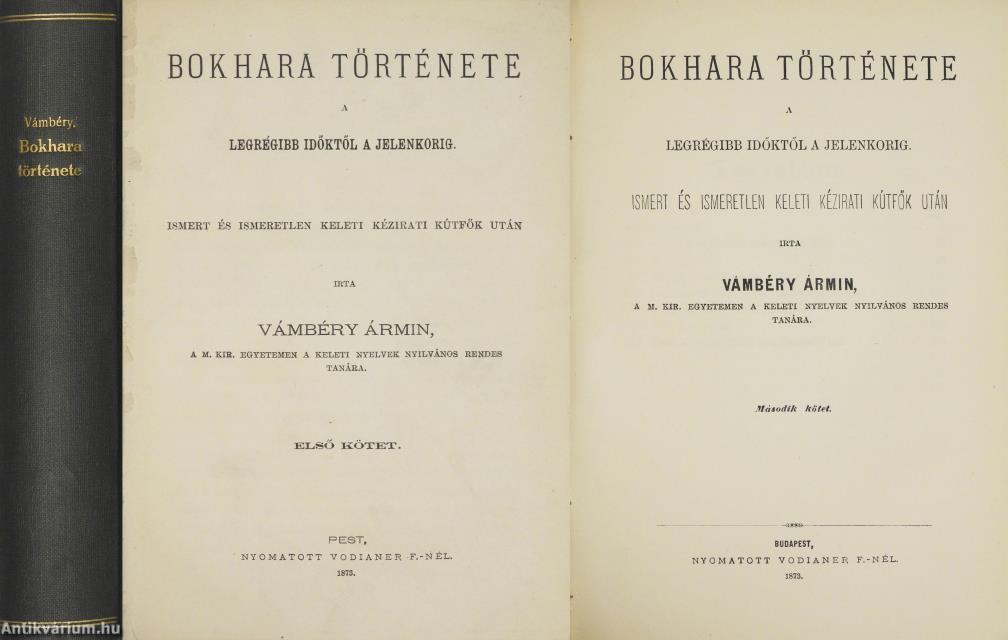 Vámbéry.
Bokhara
története
BOKHARA TÖRTÉNETE
A
LEGRÉGIBB IDŐKTŐL A JELENKORIG.
ISMERT ÉS ISMERETLEN KELETI KÉZIRATI KÚTFŐK UTÁN
IRTA
VÁMBÉRY ÁRMIN,
A M. KIR. EGYETEMEN A KELETI NYELVEK NYILVÁNOS RENDES
TANÁRA.
ELSŐ KÖTET.
PEST,
NYOMATOTT VODIANER F.-NÉL.
1873.
BOKHARA TÖRTÉNETE
A
LEGRÉGIBB IDŐKTŐL A JELENKORIG.
ISMERT ÉS ISMERETLEN KELETI KÉZIRATI KÚTFŐK UTÁN
IRTA
VÁMBÉRY ÁRMIN,
A M. KIR. EGYETEMEN A KELETI NYELVEK NYILVÁNOS RENDES
TANÁRA.
Második kötet.
BUDAPEST,
NYOMATOTT VODIANER F.-NÉL.
1873.
Antikvárium.hu